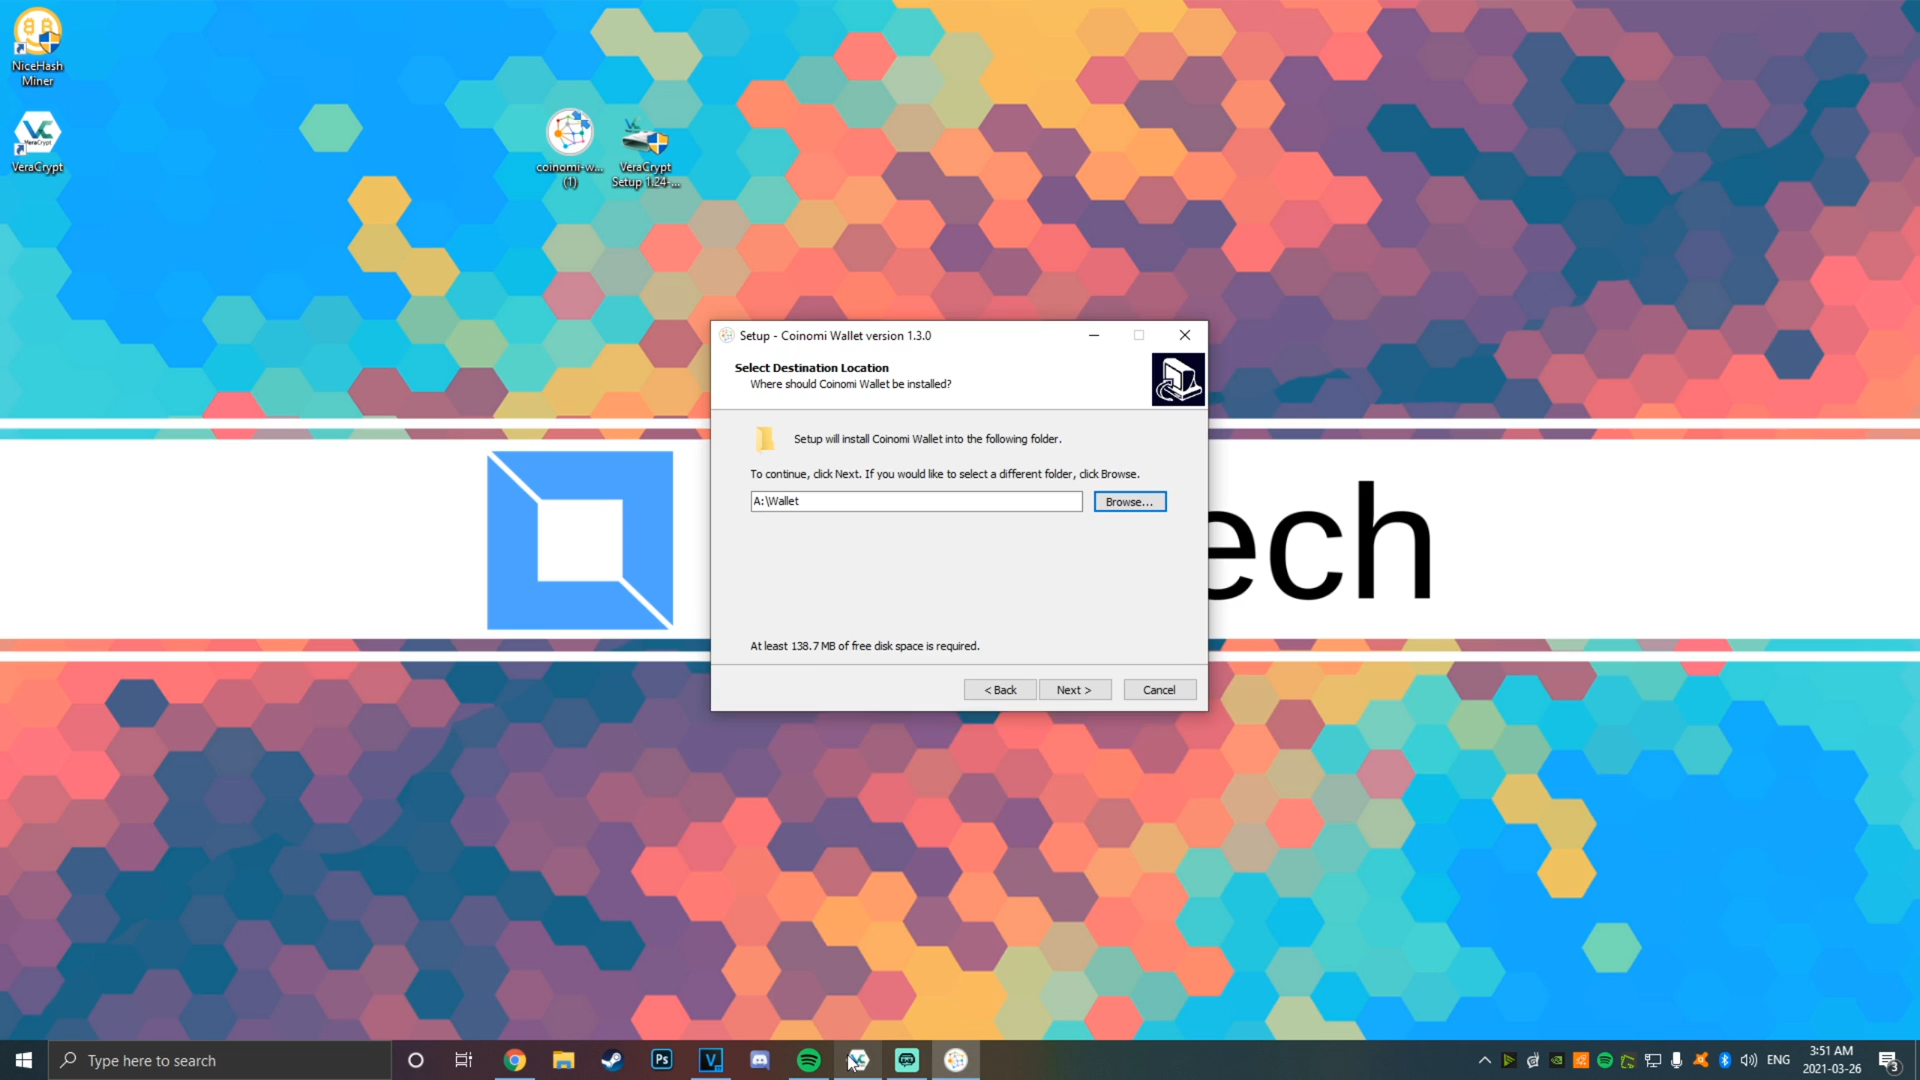 NiceHash
Miner
VeraCrypt
VeraCrypt
coinomi-w...
(1)
VeraCrypt
Setup 1.24-...
Setup - Coinomi Wallet version 1.3.0
Select Destination Location
Where should Coinomi Wallet be installed?
Setup will install Coinomi Wallet into the following folder.
To continue, click Next. If you would like to select a different folder, click Browse.
A:\Wallet
Browse...
ech
At least 138.7 MB of free disk space is required.
< Back
Next >
Cancel
Type here to search
Ps
V
ENG
3:51 AM
2021-03-26
3